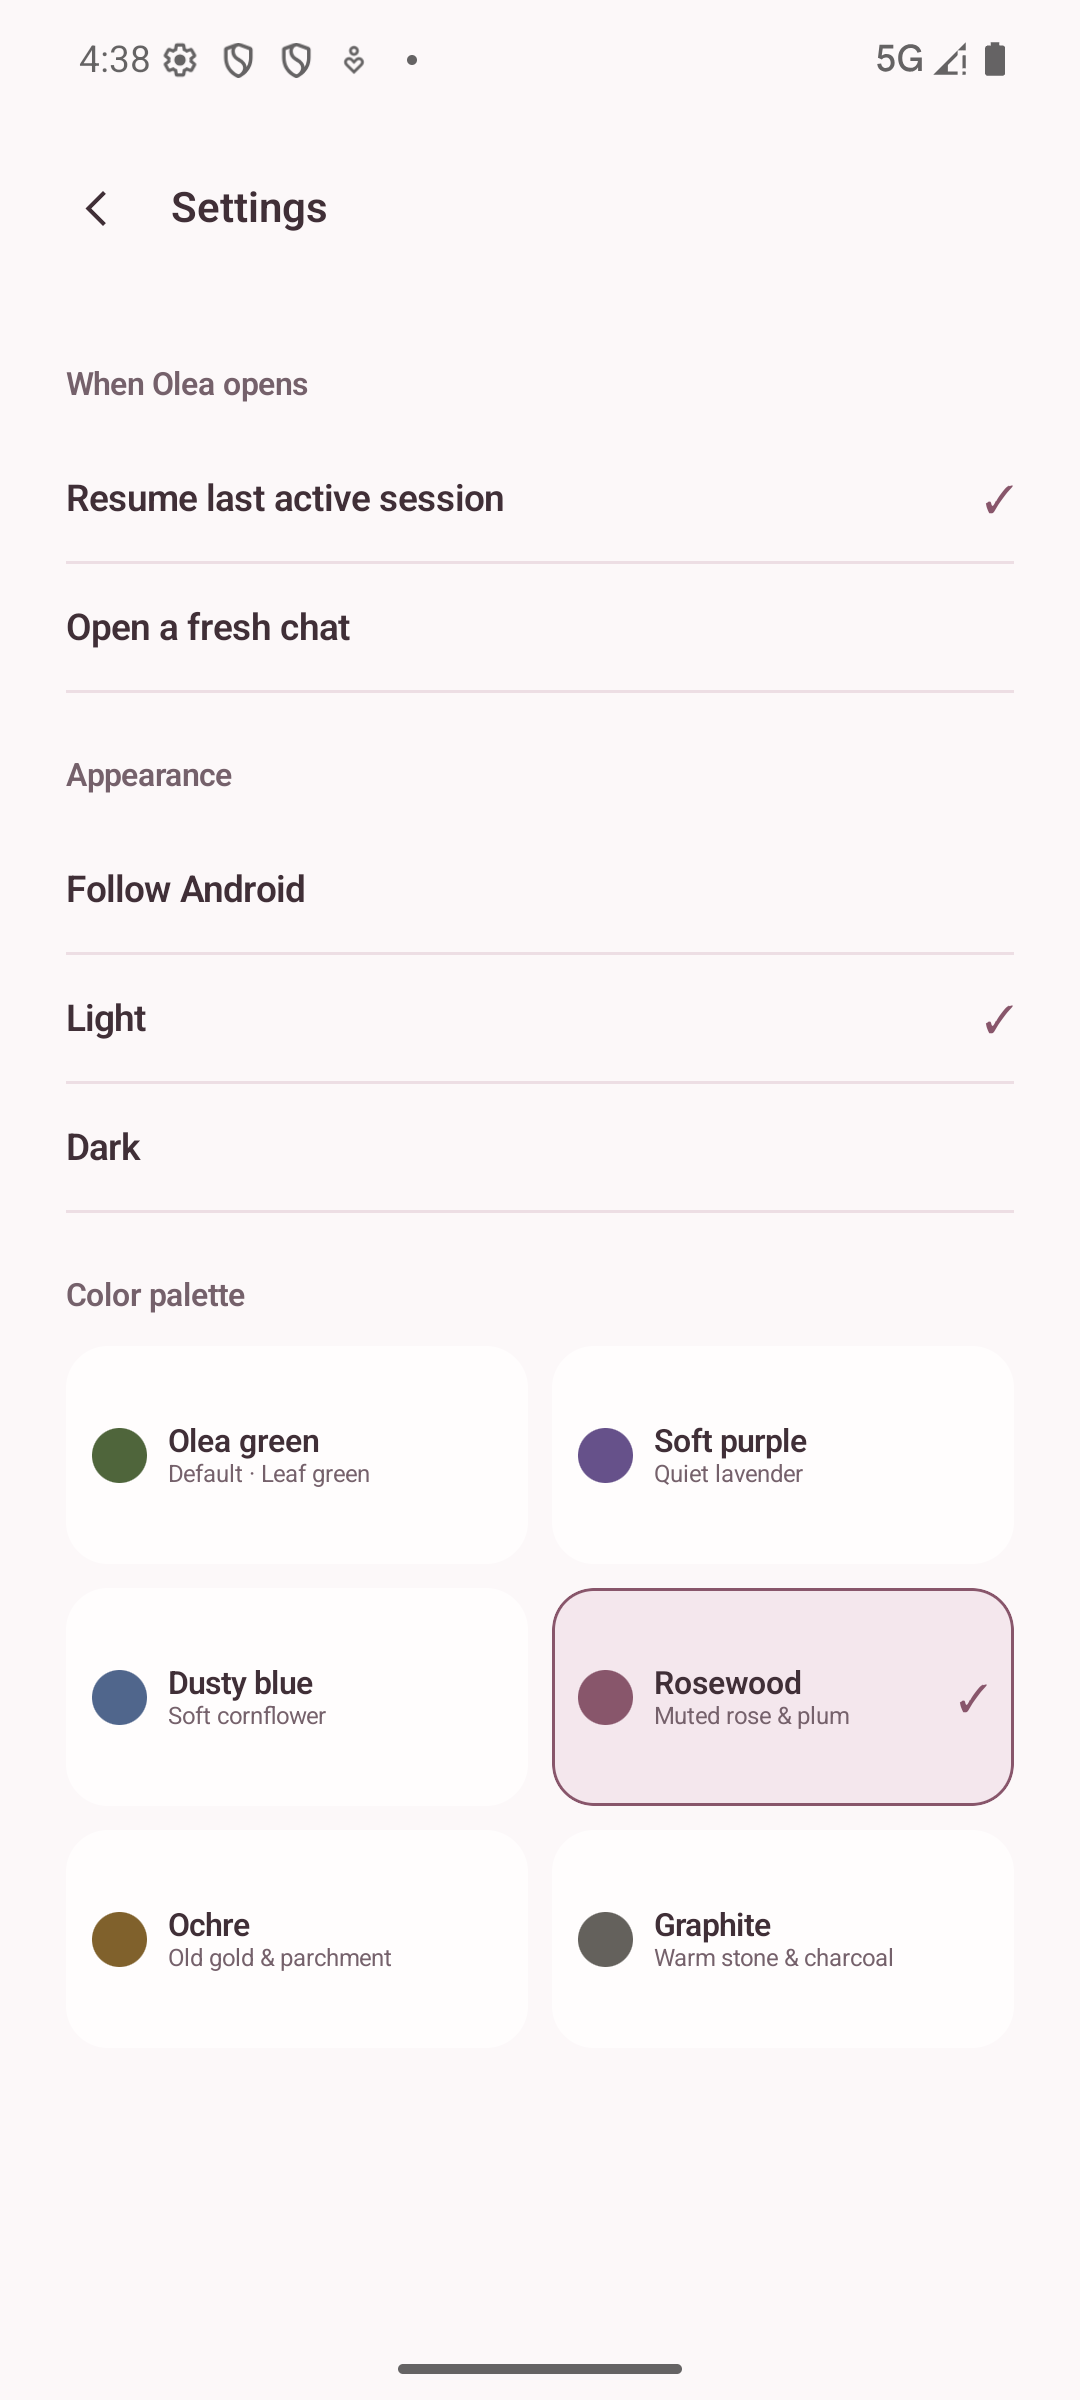 4:38
5G
Settings
When Olea opens
Resume last active session ✓
Open a fresh chat
Appearance
Follow Android
Light ✓
Dark
Color palette
Olea green
Default · Leaf green
Soft purple
Quiet lavender
Dusty blue
Soft cornflower
Rosewood ✓
Muted rose & plum
Ochre
Old gold & parchment
Graphite
Warm stone & charcoal